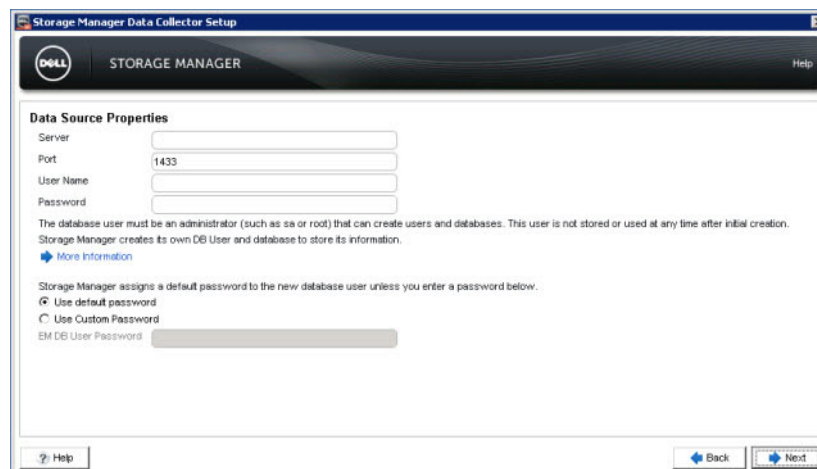 Storage Manager Data Collector Setup
DELL
STORAGE MANAGER
Help
Data Source Properties
Server
Port
1433
User Name
Password
The database user must be an administrator (such as sa or root) that can create users and databases. This user is not stored or used at any time after initial creation.
Storage Manager creates its own DB User and database to store its information.
More Information
Storage Manager assigns a default password to the new database user unless you enter a password below.
Use default password
Use Custom Password
EM DB User Password
? Help
Back
Next